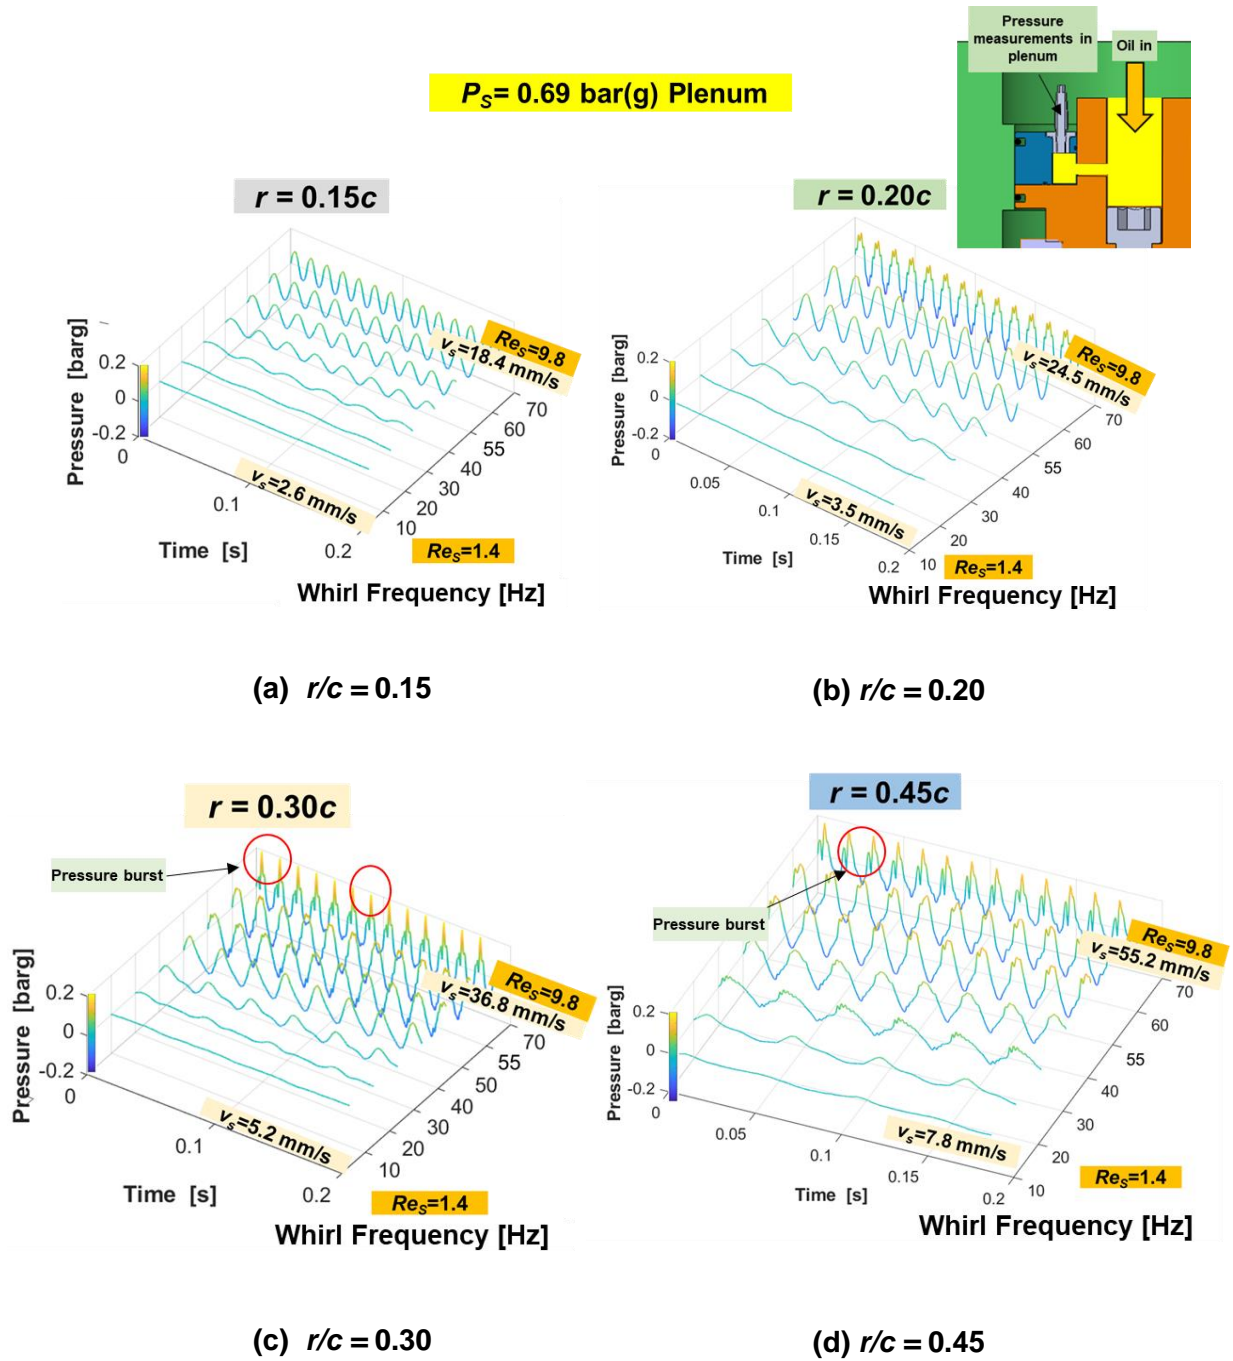 Pressure
measurements in
plenum
Oil in
PS= 0.69 bar(g) Plenum
r = 0.15c
Pressure [barg]
0.2
0
-0.2
0
0.1
0.2
Time [s]
vs=2.6 mm/s
ReS=9.8
vs=18.4 mm/s
70
60
55
40
30
20
10
ReS=1.4
Whirl Frequency [Hz]
(a) r/c = 0.15
r = 0.20c
Pressure [barg]
0.2
0
-0.2
0
0.05
0.1
0.15
0.2
Time [s]
vs=3.5 mm/s
ReS=9.8
vs=24.5 mm/s
70
60
55
40
30
20
10
ReS=1.4
Whirl Frequency [Hz]
(b) r/c = 0.20
r = 0.30c
Pressure burst
Pressure [barg]
0.2
0
-0.2
0
0.1
0.2
Time [s]
vs=5.2 mm/s
ReS=9.8
vs=36.8 mm/s
70
55
50
40
30
20
10
ReS=1.4
Whirl Frequency [Hz]
(c) r/c = 0.30
r = 0.45c
Pressure burst
Pressure [barg]
0.2
0
-0.2
0
0.05
0.1
0.15
0.2
Time [s]
vs=7.8 mm/s
ReS=9.8
vs=55.2 mm/s
70
60
55
40
30
20
10
ReS=1.4
Whirl Frequency [Hz]
(d) r/c = 0.45